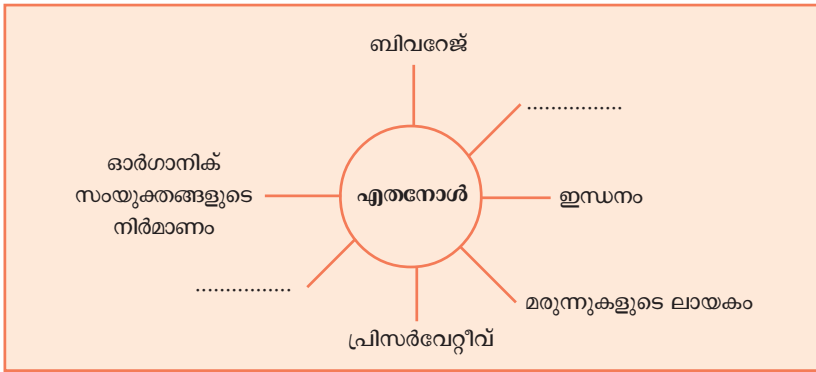 ബിവറേജ്
................
ഓർഗാനിക്
സംയുക്തങ്ങളുടെ
നിർമാണം
എതനോൾ
ഇന്ധനം
................
മരുന്നുകളുടെ ലായകം
പ്രിസർവേറ്റീവ്